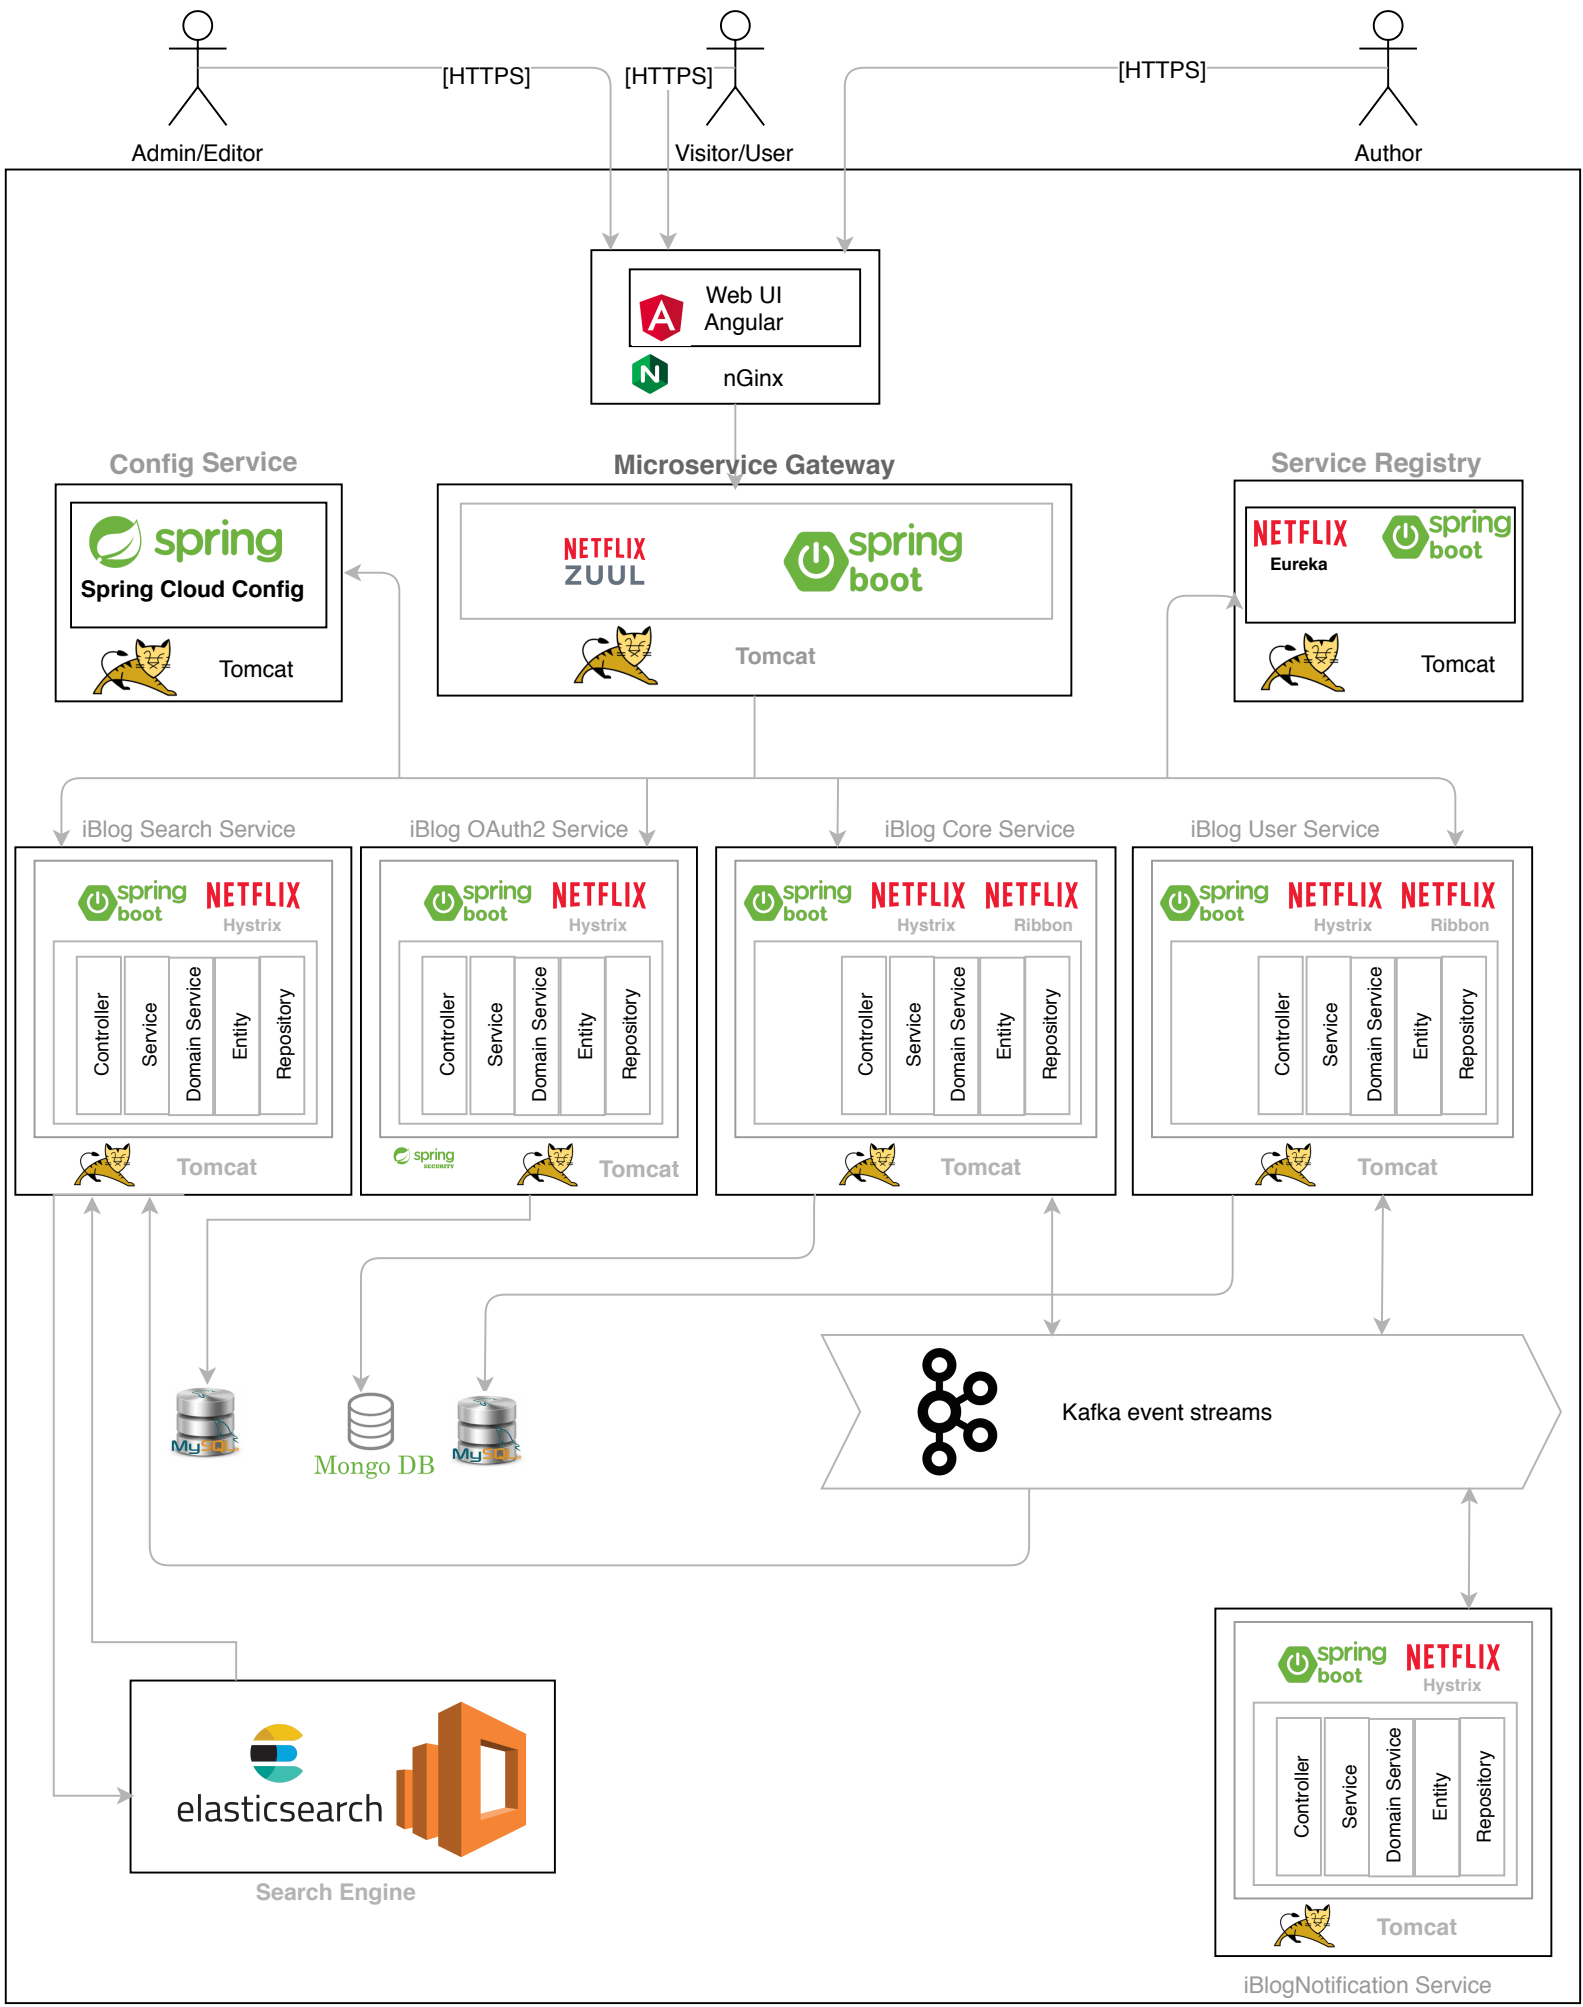 [HTTPS]
[HTTPS]
[HTTPS]
Admin/Editor
Visitor/User
Author
Web UI
Angular
nGinx
Config Service
Microservice Gateway
Service Registry
spring
Spring Cloud Config
Tomcat
NETFLIX
ZUUL
spring
boot
Tomcat
NETFLIX
Eureka
spring
boot
Tomcat
iBlog Search Service
iBlog OAuth2 Service
iBlog Core Service
iBlog User Service
spring
boot
NETFLIX
Hystrix
Controller
Service
Domain Service
Entity
Repository
Tomcat
spring
boot
NETFLIX
Hystrix
Controller
Service
Domain Service
Entity
Repository
spring
SECURITY
Tomcat
spring
boot
NETFLIX
Hystrix
NETFLIX
Ribbon
Controller
Service
Domain Service
Entity
Repository
Tomcat
spring
boot
NETFLIX
Hystrix
NETFLIX
Ribbon
Controller
Service
Domain Service
Entity
Repository
Tomcat
MySQL
Mongo DB
MySQL
Kafka event streams
elasticsearch
Search Engine
spring
boot
NETFLIX
Hystrix
Controller
Service
Domain Service
Entity
Repository
Tomcat
iBlogNotification Service